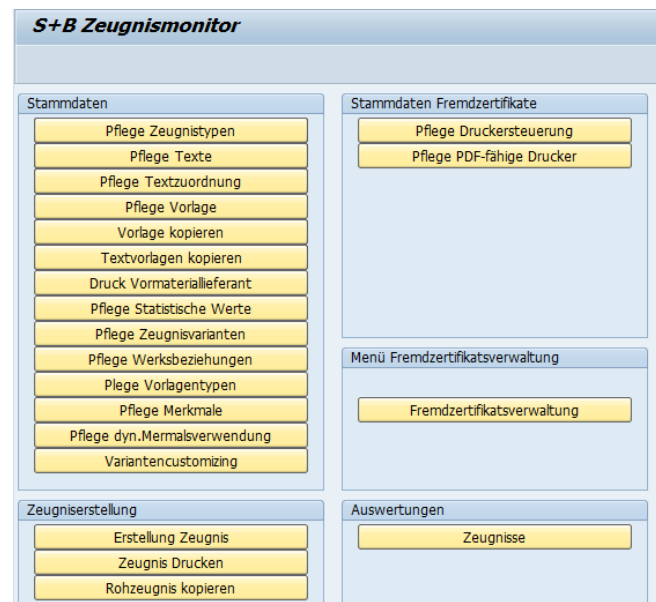 S+B Zeugnismonitor
Stammdaten
Pflege Zeugnistypen
Pflege Texte
Pflege Textzuordnung
Pflege Vorlage
Vorlage kopieren
Textvorlagen kopieren
Druck Vormateriallieferant
Pflege Statistische Werte
Pflege Zeugnisvarianten
Pflege Werksbeziehungen
Plege Vorlagentypen
Pflege Merkmale
Pflege dyn.Mermalsverwendung
Variantencustomizing
Stammdaten Fremdzertifikate
Pflege Druckersteuerung
Pflege PDF-fähige Drucker
Menü Fremdzertifikatsverwaltung
Fremdzertifikatsverwaltung
Zeugniserstellung
Erstellung Zeugnis
Zeugnis Drucken
Rohzeugnis kopieren
Auswertungen
Zeugnisse